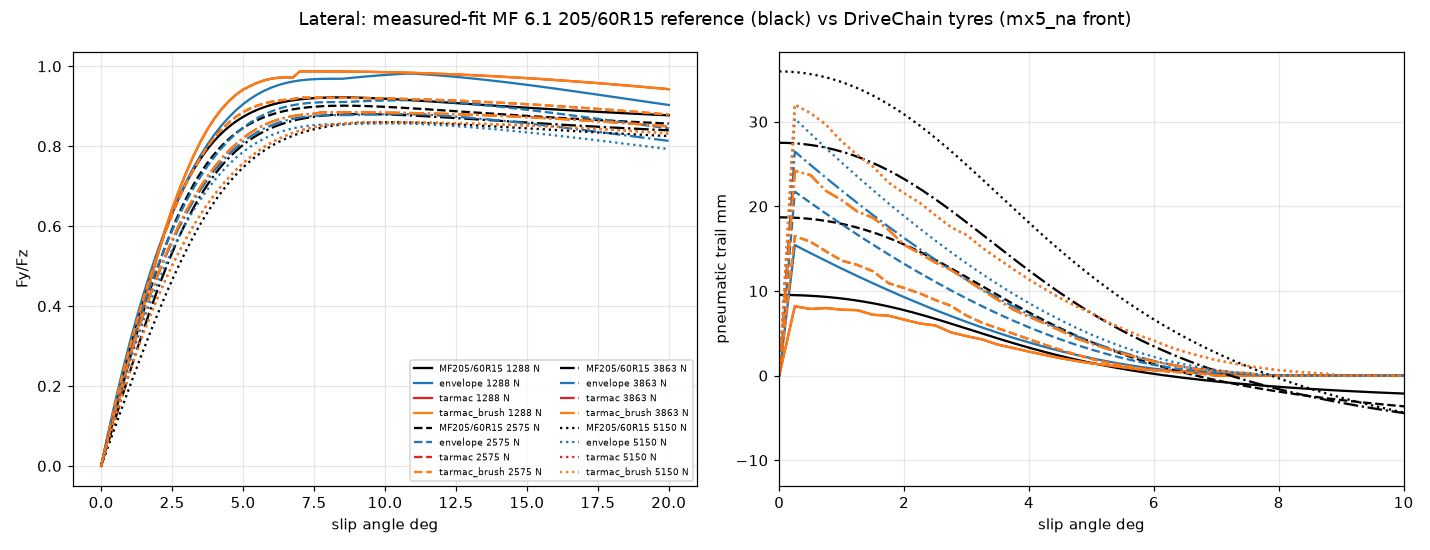 Lateral: measured-fit MF 6.1 205/60R15 reference (black) vs DriveChain tyres (mx5_na front)
Fy/Fz
1.0
0.8
0.6
0.4
0.2
0.0
0.0 2.5 5.0 7.5 10.0 12.5 15.0 17.5 20.0
slip angle deg
MF205/60R15 1288 N
envelope 1288 N
tarmac 1288 N
tarmac_brush 1288 N
MF205/60R15 2575 N
envelope 2575 N
tarmac 2575 N
tarmac_brush 2575 N
MF205/60R15 3863 N
envelope 3863 N
tarmac 3863 N
tarmac_brush 3863 N
MF205/60R15 5150 N
envelope 5150 N
tarmac 5150 N
tarmac_brush 5150 N
pneumatic trail mm
30
20
10
0
−10
0 2 4 6 8 10
slip angle deg